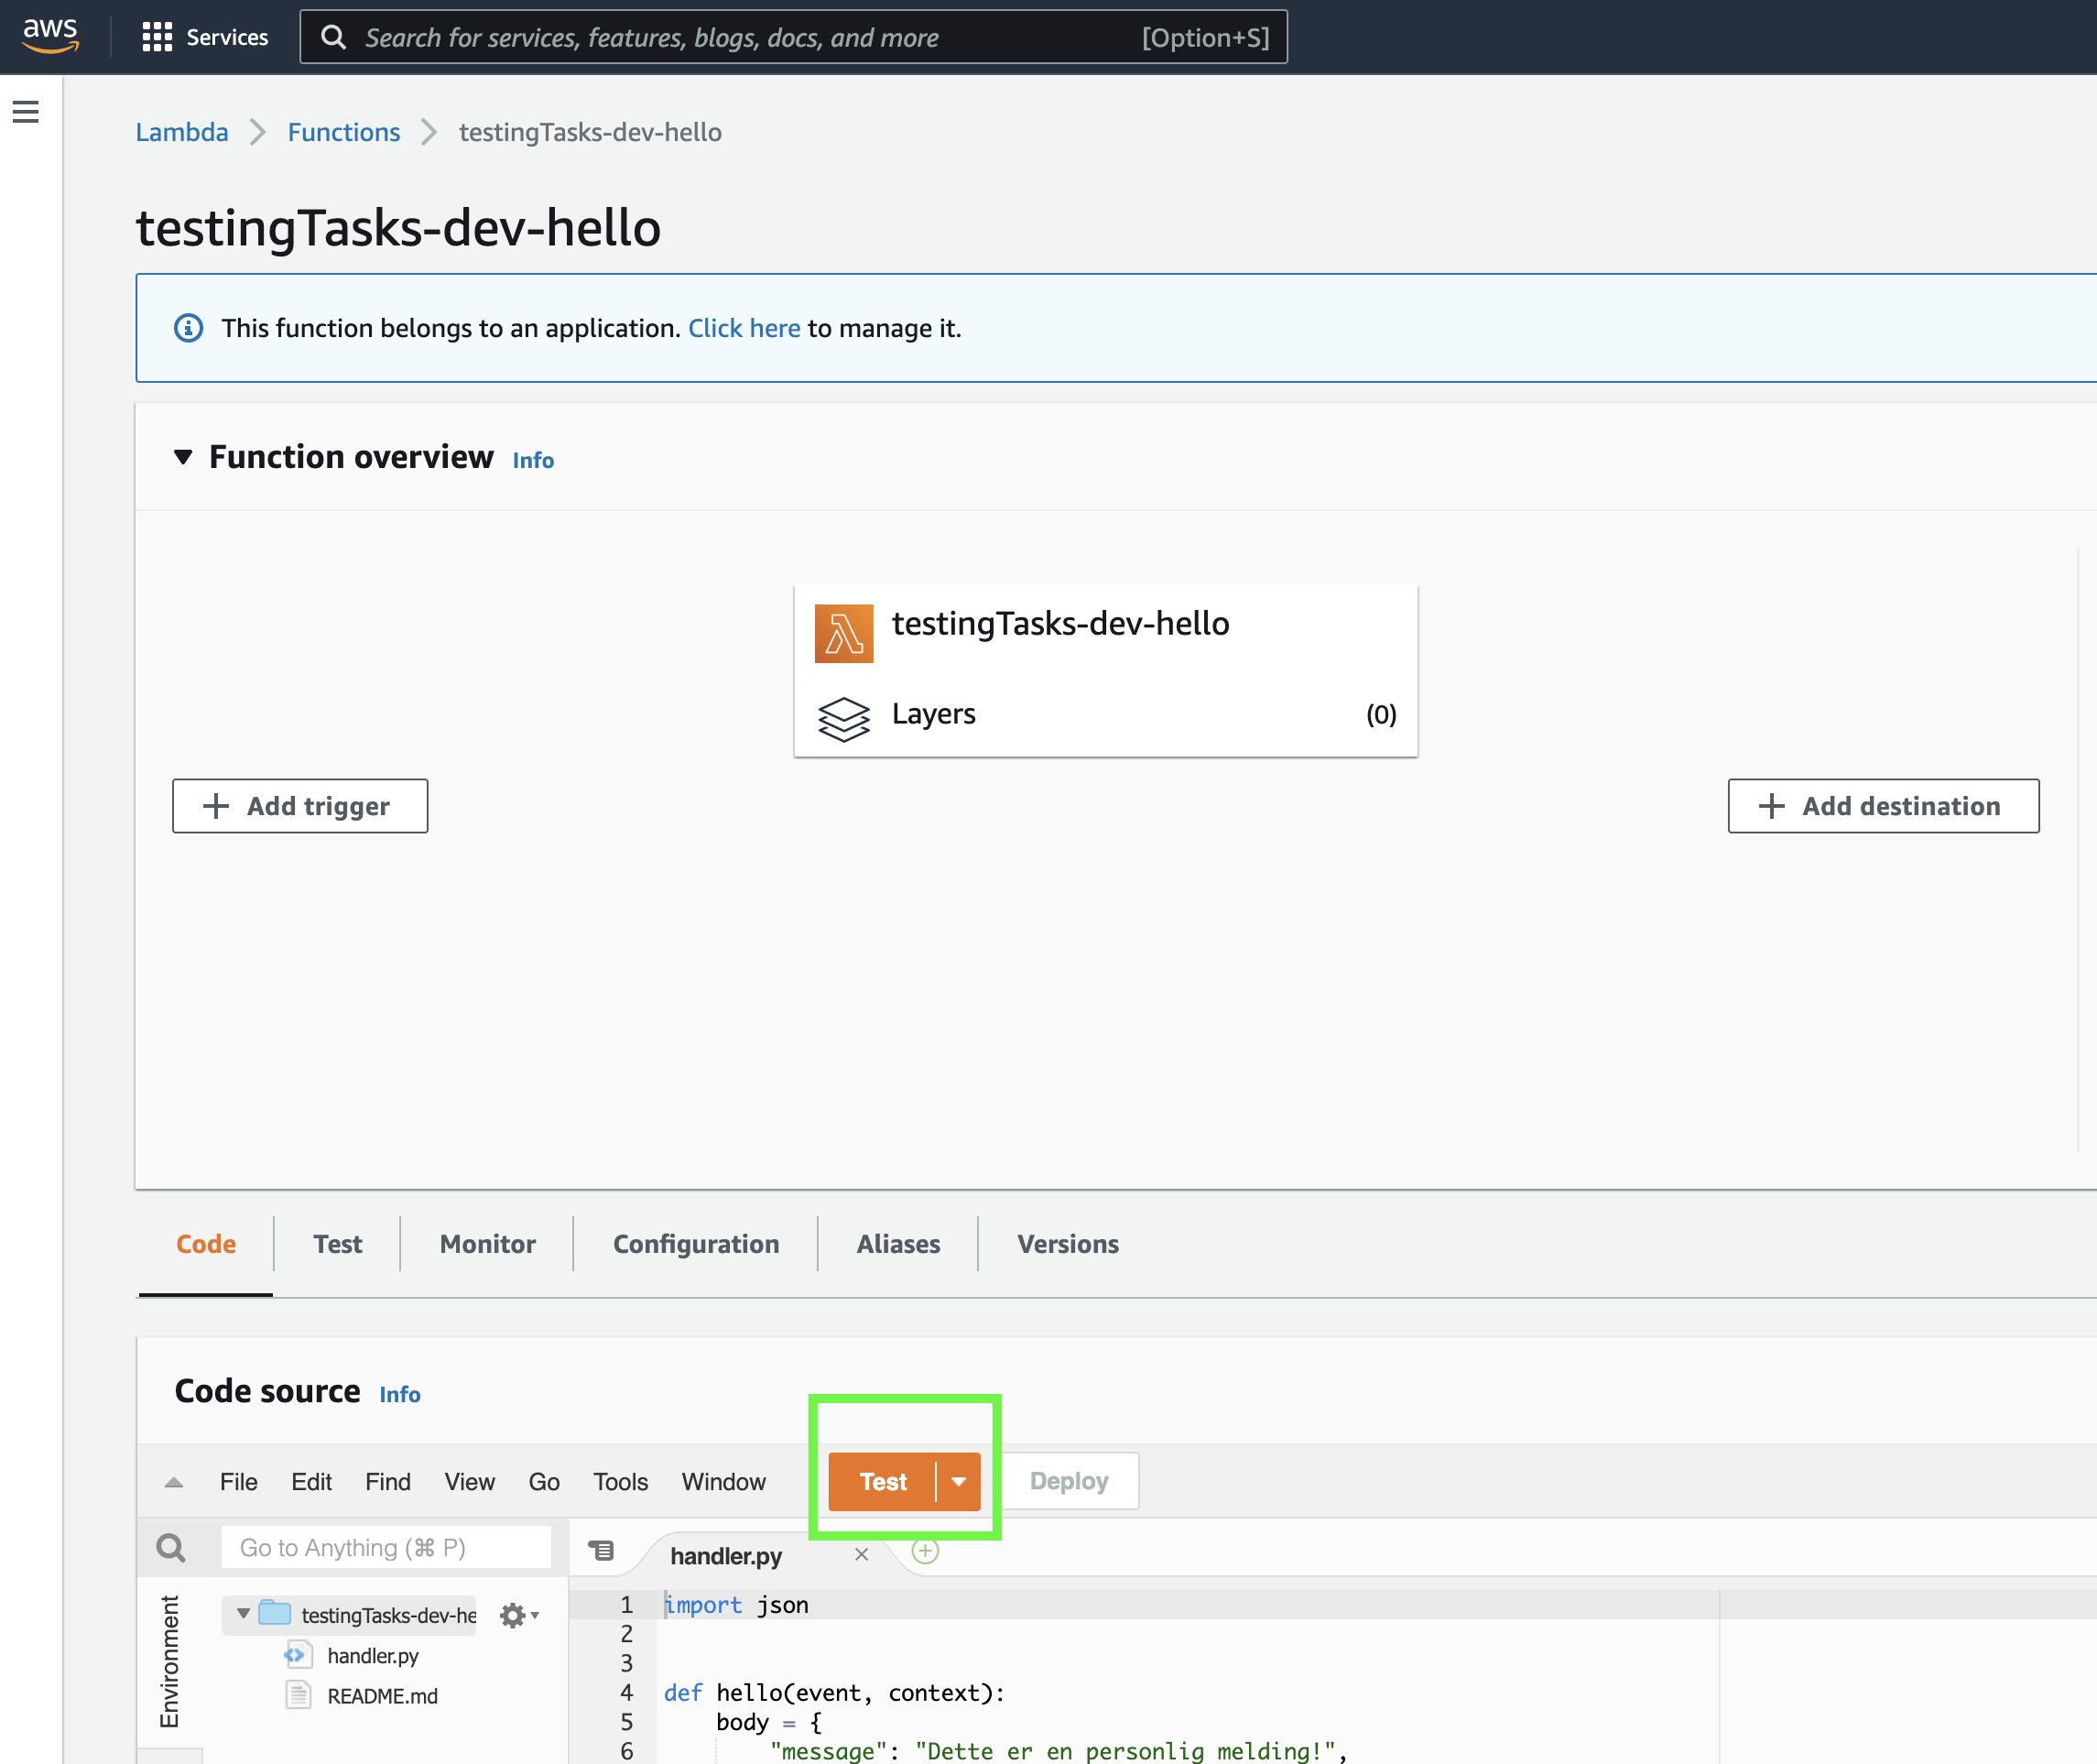 aws Services Search for services, features, blogs, docs, and more [Option+S]
Lambda Functions testingTasks-dev-hello
testingTasks-dev-hello
This function belongs to an application. Click here to manage it.
Function overview Info
testingTasks-dev-hello
Layers (0)
+ Add trigger
+ Add destination
Code Test Monitor Configuration Aliases Versions
Code source Info
File Edit Find View Go Tools Window Test Deploy
Go to Anything (⌘ P)
handler.py
Environment
testingTasks-dev-he
handler.py
README.md
1 import json
2
3
4 def hello(event, context):
5 body = {
6 "message": "Dette er en personlig melding!",